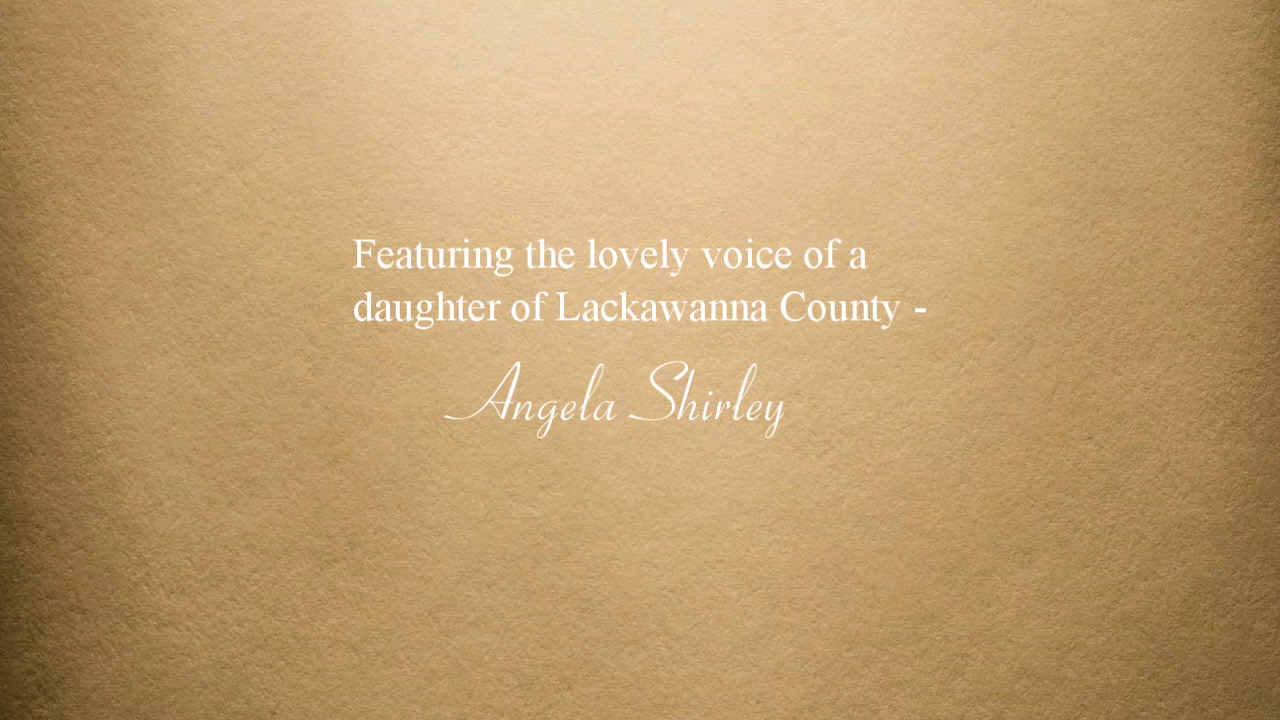 Featuring the lovely voice of a
daughter of Lackawanna County -
Angela Shirley